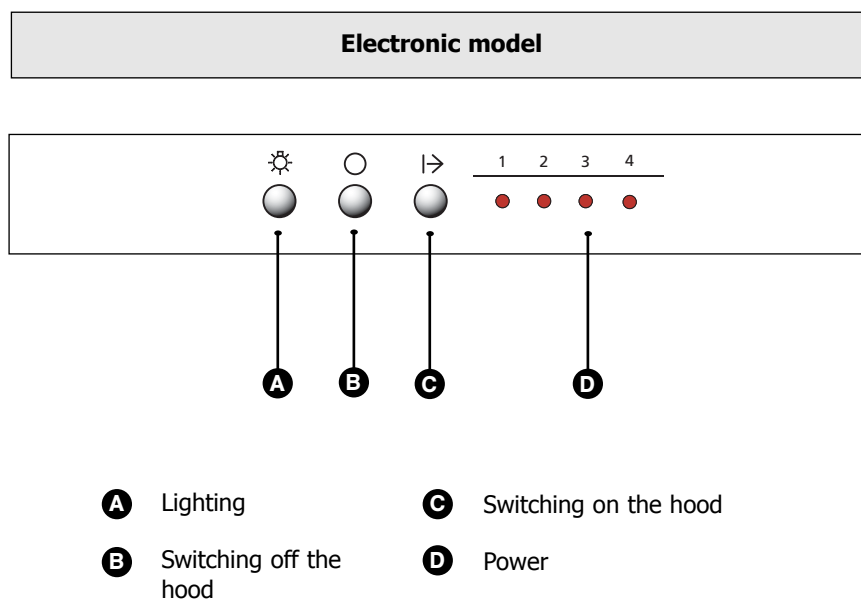 Electronic model
1 2 3 4
A B C D
A Lighting
B Switching off the
hood
C Switching on the hood
D Power